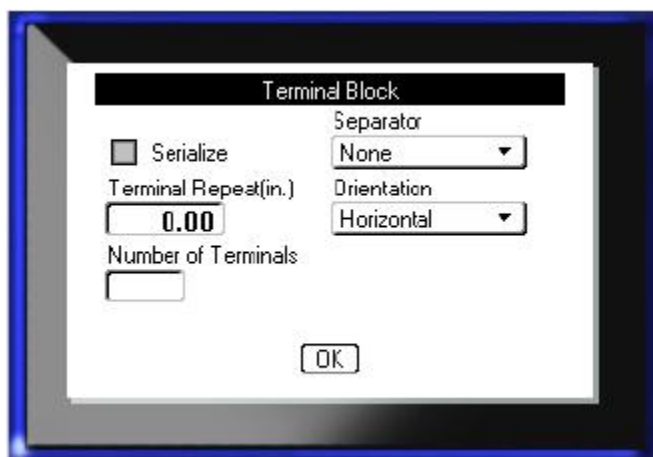 Terminal Block
Separator
Serialize
None
Terminal Repeat(in.)
Orientation
0.00
Horizontal
Number of Terminals
OK